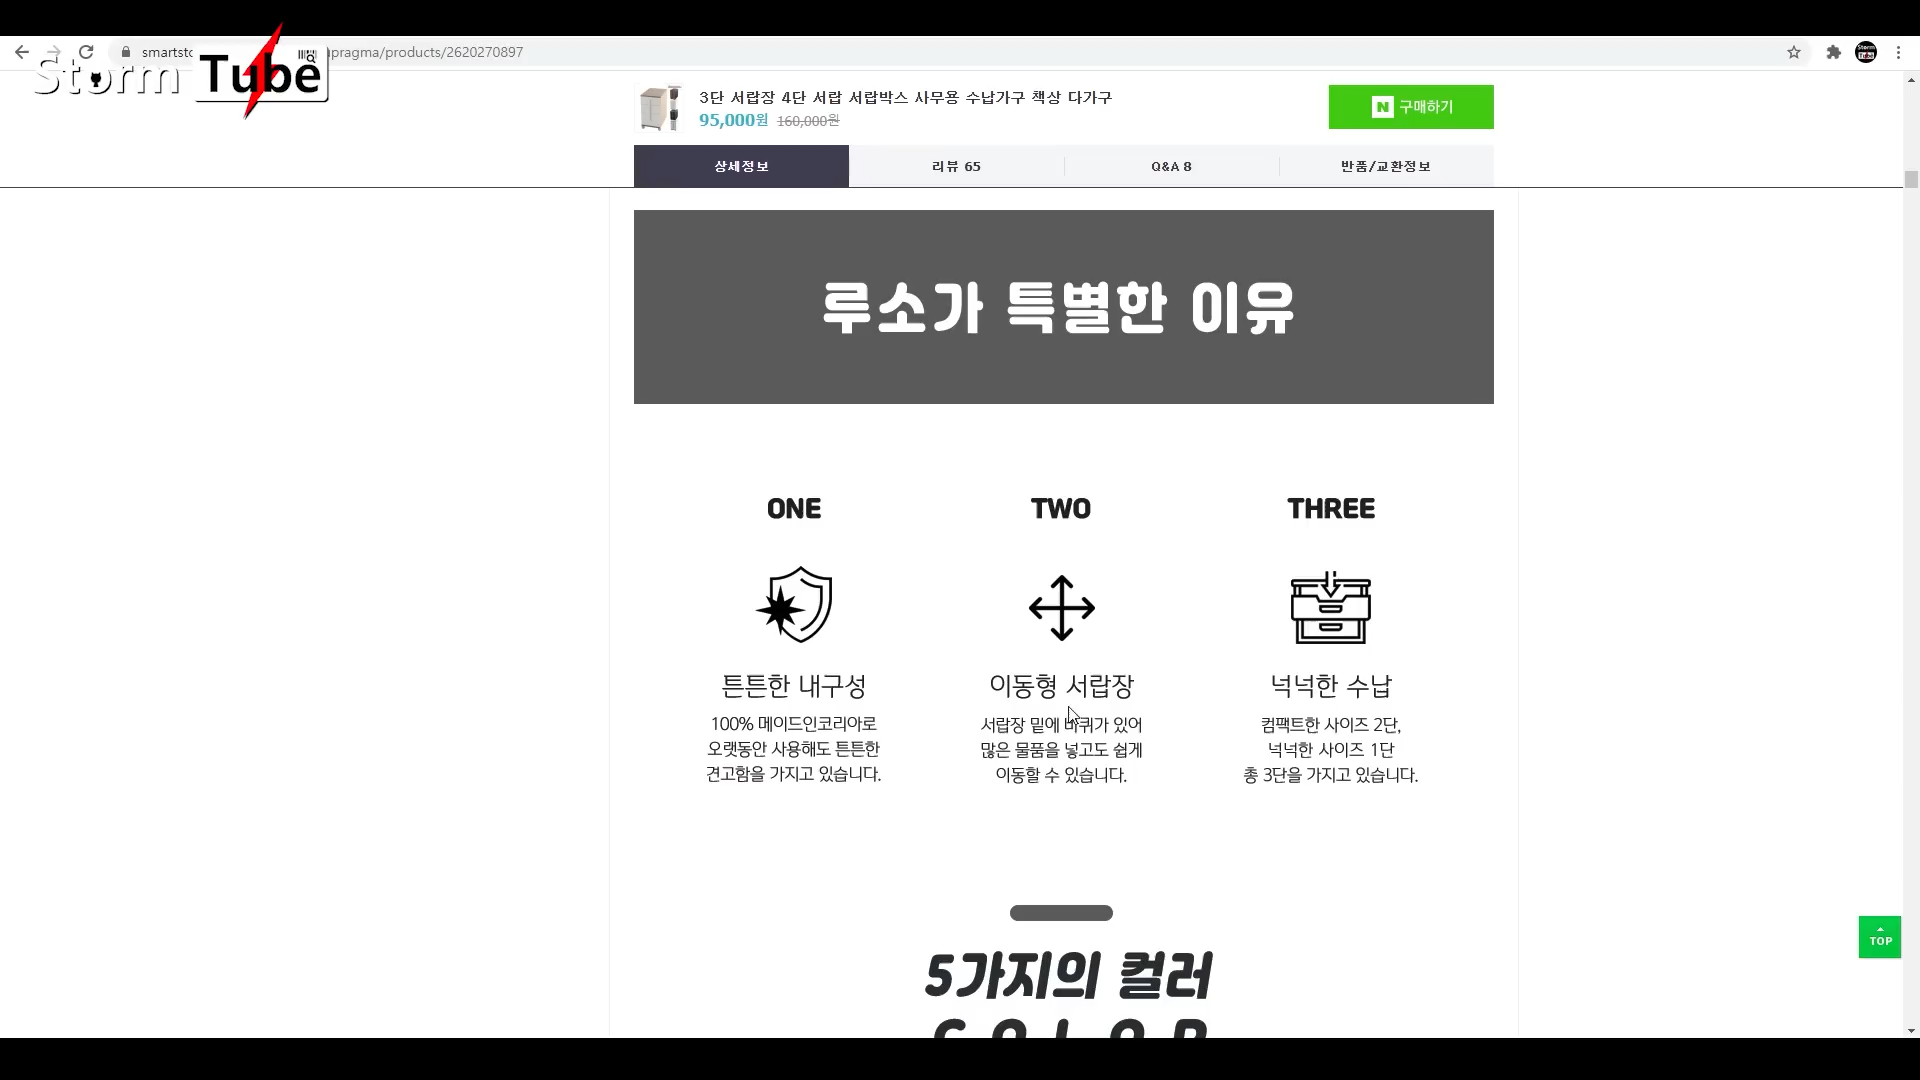 smartsto
pragma/products/2620270897
Storm Tube
3단 서랍장 4단 서랍 서랍박스 사무용 수납가구 책상 다가구
95,000원 160,000원
N 구매하기
상세정보
리뷰 65
Q&A 8
반품/교환정보
루소가 특별한 이유
ONE
튼튼한 내구성
100% 메이드인코리아로
오랫동안 사용해도 튼튼한
견고함을 가지고 있습니다.
TWO
이동형 서랍장
서랍장 밑에 바퀴가 있어
많은 물품을 넣고도 쉽게
이동할 수 있습니다.
THREE
넉넉한 수납
컴팩트한 사이즈 2단,
넉넉한 사이즈 1단
총 3단을 가지고 있습니다.
TOP
5가지의 컬러
COLOR